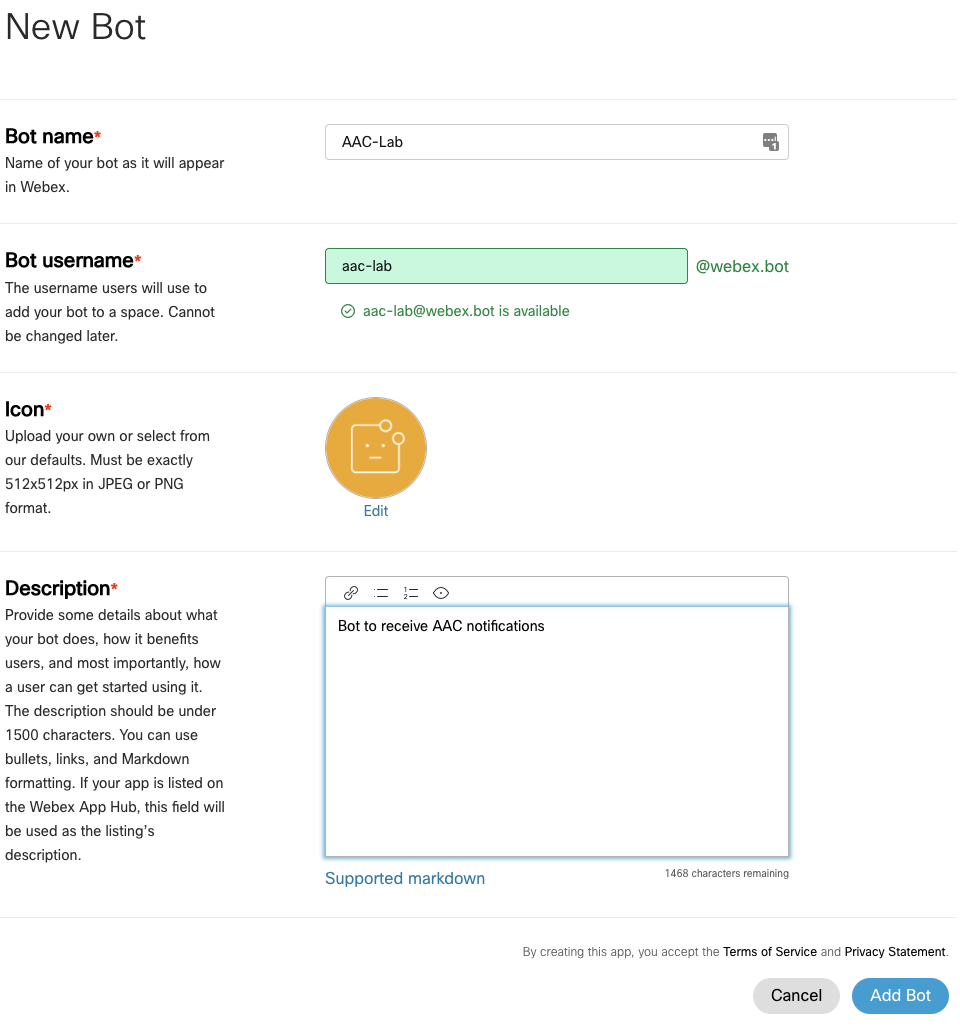 New Bot
Bot name*
Name of your bot as it will appear
in Webex.
AAC-Lab
1
Bot username*
The username users will use to
add your bot to a space. Cannot
be changed later.
aac-lab
@webex.bot
aac-lab@webex.bot is available
Icon*
Upload your own or select from
our defaults. Must be exactly
512x512px in JPEG or PNG
format.
Edit
Description*
Provide some details about what
your bot does, how it benefits
users, and most importantly, how
a user can get started using it.
The description should be under
1500 characters. You can use
bullets, links, and Markdown
formatting. If your app is listed on
the Webex App Hub, this field will
be used as the listing’s
description.
Bot to receive AAC notifications
Supported markdown
1468 characters remaining
By creating this app, you accept the Terms of Service and Privacy Statement.
Cancel
Add Bot